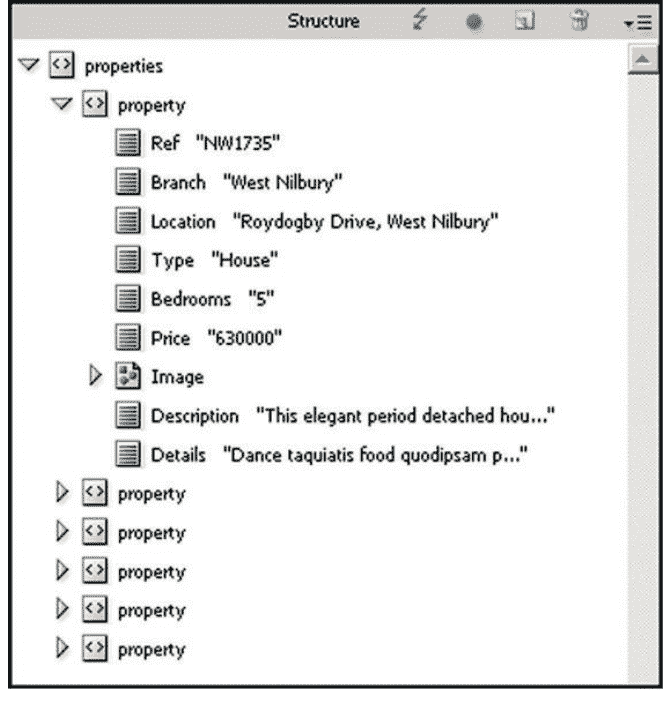 Structure
properties
property
Ref "NW1735"
Branch "West Nilbury"
Location "Roydogby Drive, West Nilbury"
Type "House"
Bedrooms "5"
Price "630000"
Image
Description "This elegant period detached hou..."
Details "Dance taquiatis food quodipsam p..."
property
property
property
property
property